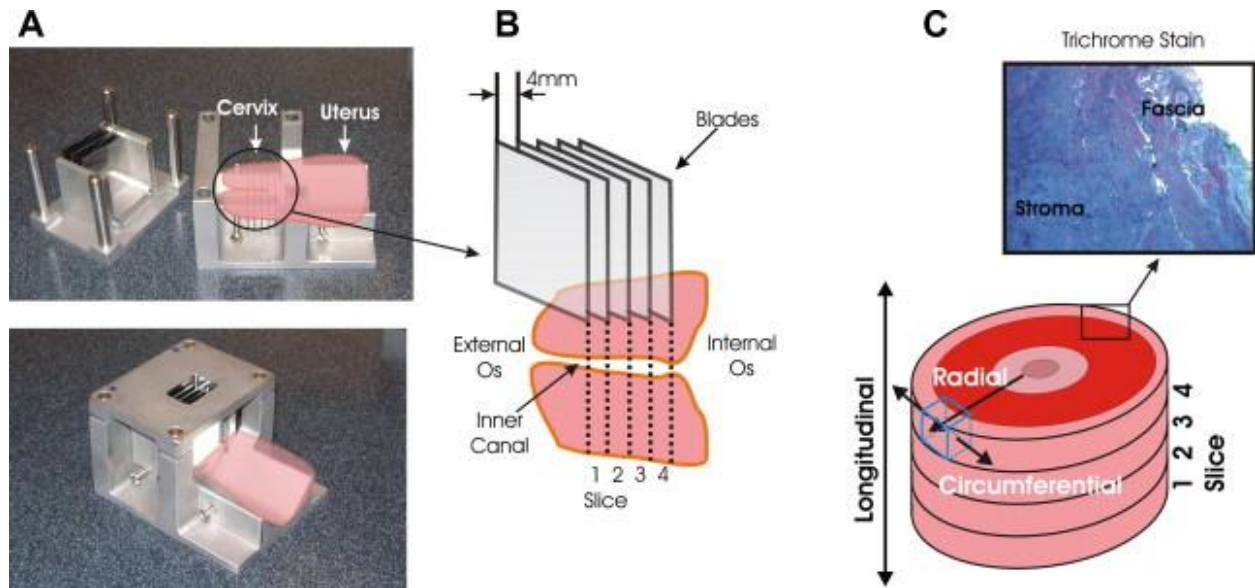 A
Cervix
Uterus
B
4mm
Blades
External
Os
Internal
Os
Inner
Canal
1 2 3 4
Slice
C
Trichrome Stain
Fascia
Stroma
Longitudinal
Radial
Circumferential
4
3
2
1
Slice